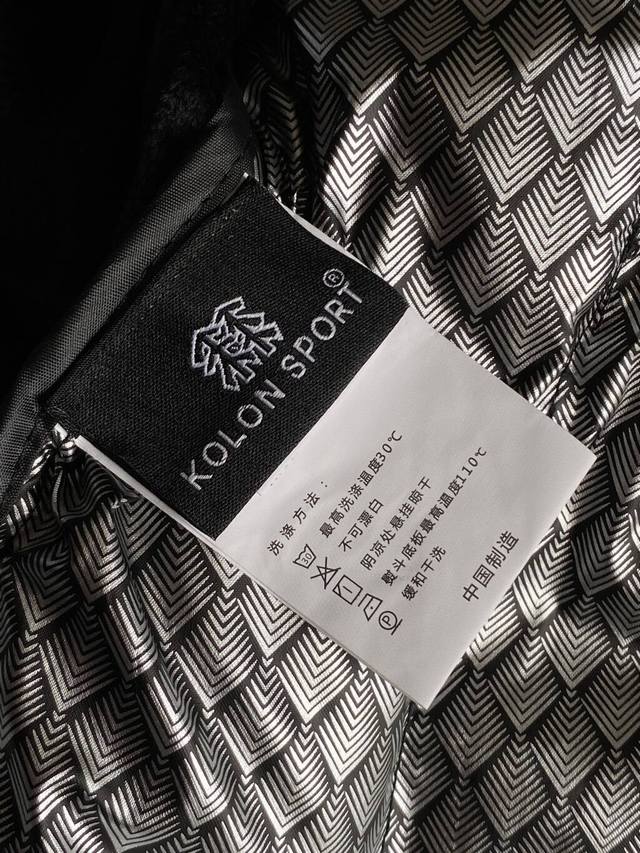 KOLON SPORT®
洗涤方法：
最高洗涤温度30℃
不可漂白
阴凉处悬挂晾干
熨斗底板最高温度110℃
缓和干洗
中国制造